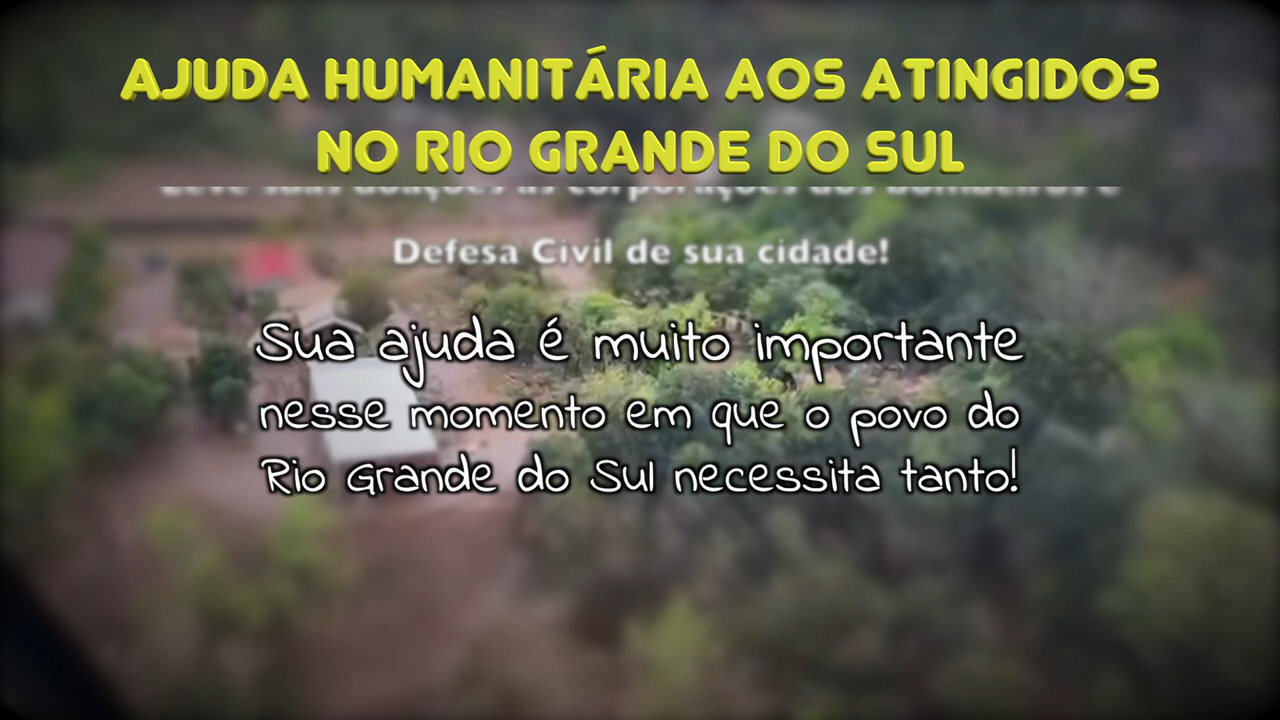 AJUDA HUMANITÁRIA AOS ATINGIDOS
NO RIO GRANDE DO SUL
Defesa Civil de sua cidade!
Sua ajuda é muito importante
nesse momento em que o povo do
Rio Grande do Sul necessita tanto!